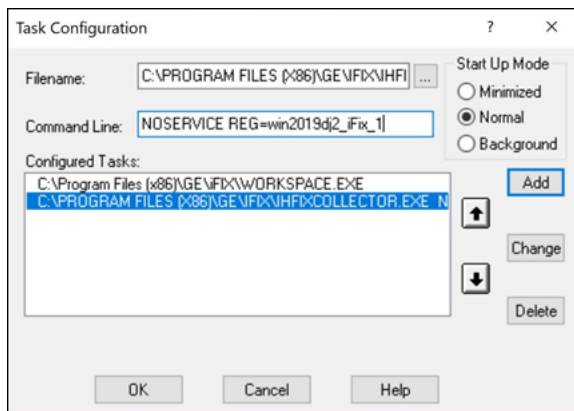 Task Configuration ? ×
Start Up Mode
Filename: C:\PROGRAM FILES (X86)\GE\IFIX\IHFI ...
Minimized
Normal
Command Line: NOSERVICE REG=win2019dj2_iFix_1
Background
Configured Tasks:
C:\Program Files (x86)\GE\iFIX\WORKSPACE.EXE
C:\PROGRAM FILES (X86)\GE\IFIX\IHFIXCOLLECTOR.EXE N
Add
Change
Delete
OK Cancel Help